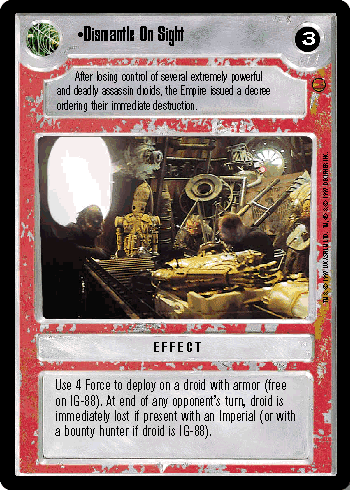 •Dismantle On Sight
3
After losing control of several extremely powerful
and deadly assassin droids, the Empire issued a decree
ordering their immediate destruction.
EFFECT
Use 4 Force to deploy on a droid with armor (free
on IG-88). At end of any opponent's turn, droid is
immediately lost if present with an Imperial (or with
a bounty hunter if droid is IG-88).